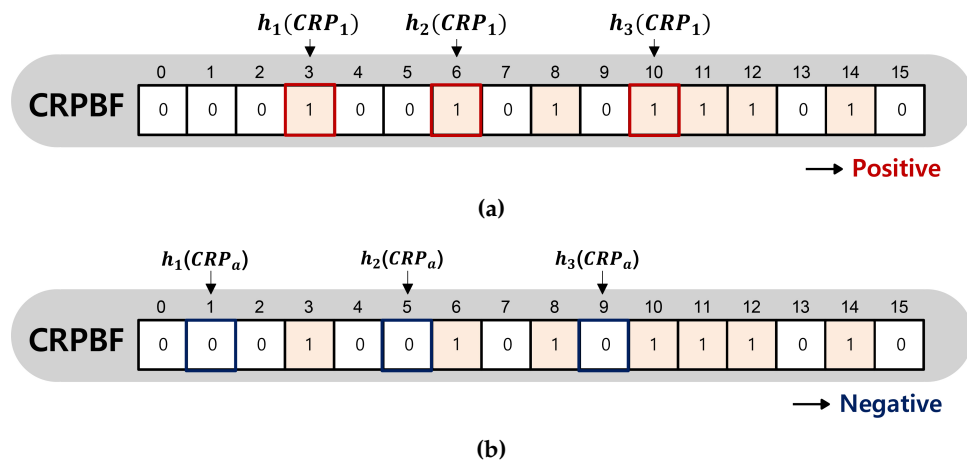 h₁(CRP₁) h₂(CRP₁) h₃(CRP₁)
0 1 2 3 4 5 6 7 8 9 10 11 12 13 14 15
CRPBF 0 0 0 1 0 0 1 0 1 0 1 1 1 0 1 0
Positive
(a)
h₁(CRPₐ) h₂(CRPₐ) h₃(CRPₐ)
0 1 2 3 4 5 6 7 8 9 10 11 12 13 14 15
CRPBF 0 0 0 1 0 0 1 0 1 0 1 1 1 0 1 0
Negative
(b)